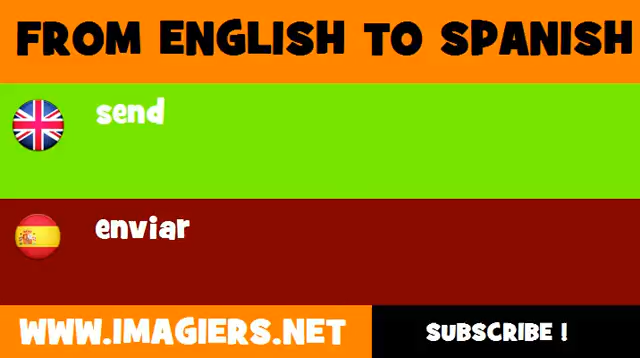 FROM ENGLISH TO SPANISH
send
enviar
WWW.IMAGIERS.NET
SUBSCRIBE !